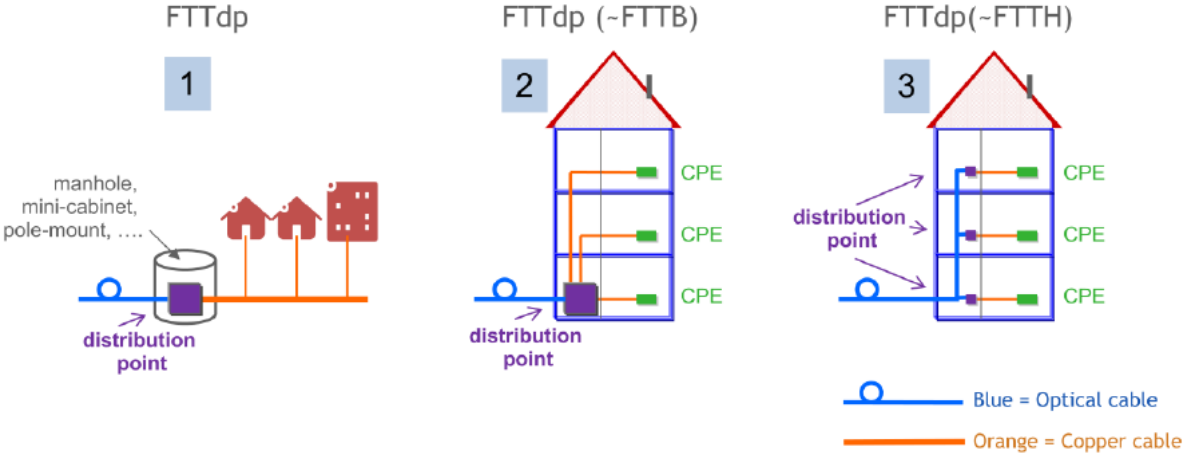 FTTdp
1
manhole,
mini-cabinet,
pole-mount, ....
distribution
point
FTTdp (~FTTB)
2
CPE
CPE
CPE
distribution
point
FTTdp(~FTTH)
3
distribution
point
CPE
CPE
CPE
Blue = Optical cable
Orange = Copper cable